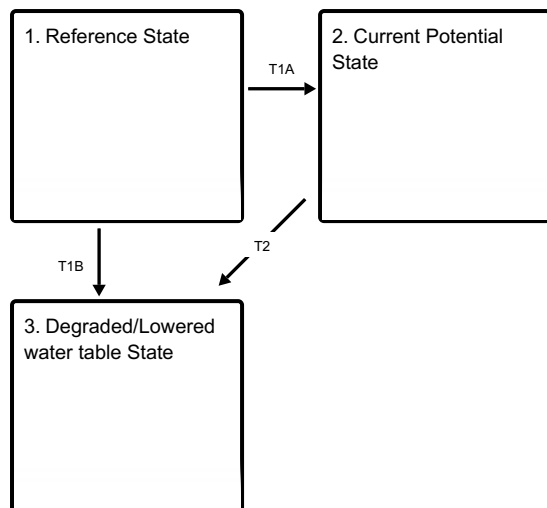 1. Reference State
2. Current Potential
State
T1A
T1B
T2
3. Degraded/Lowered
water table State